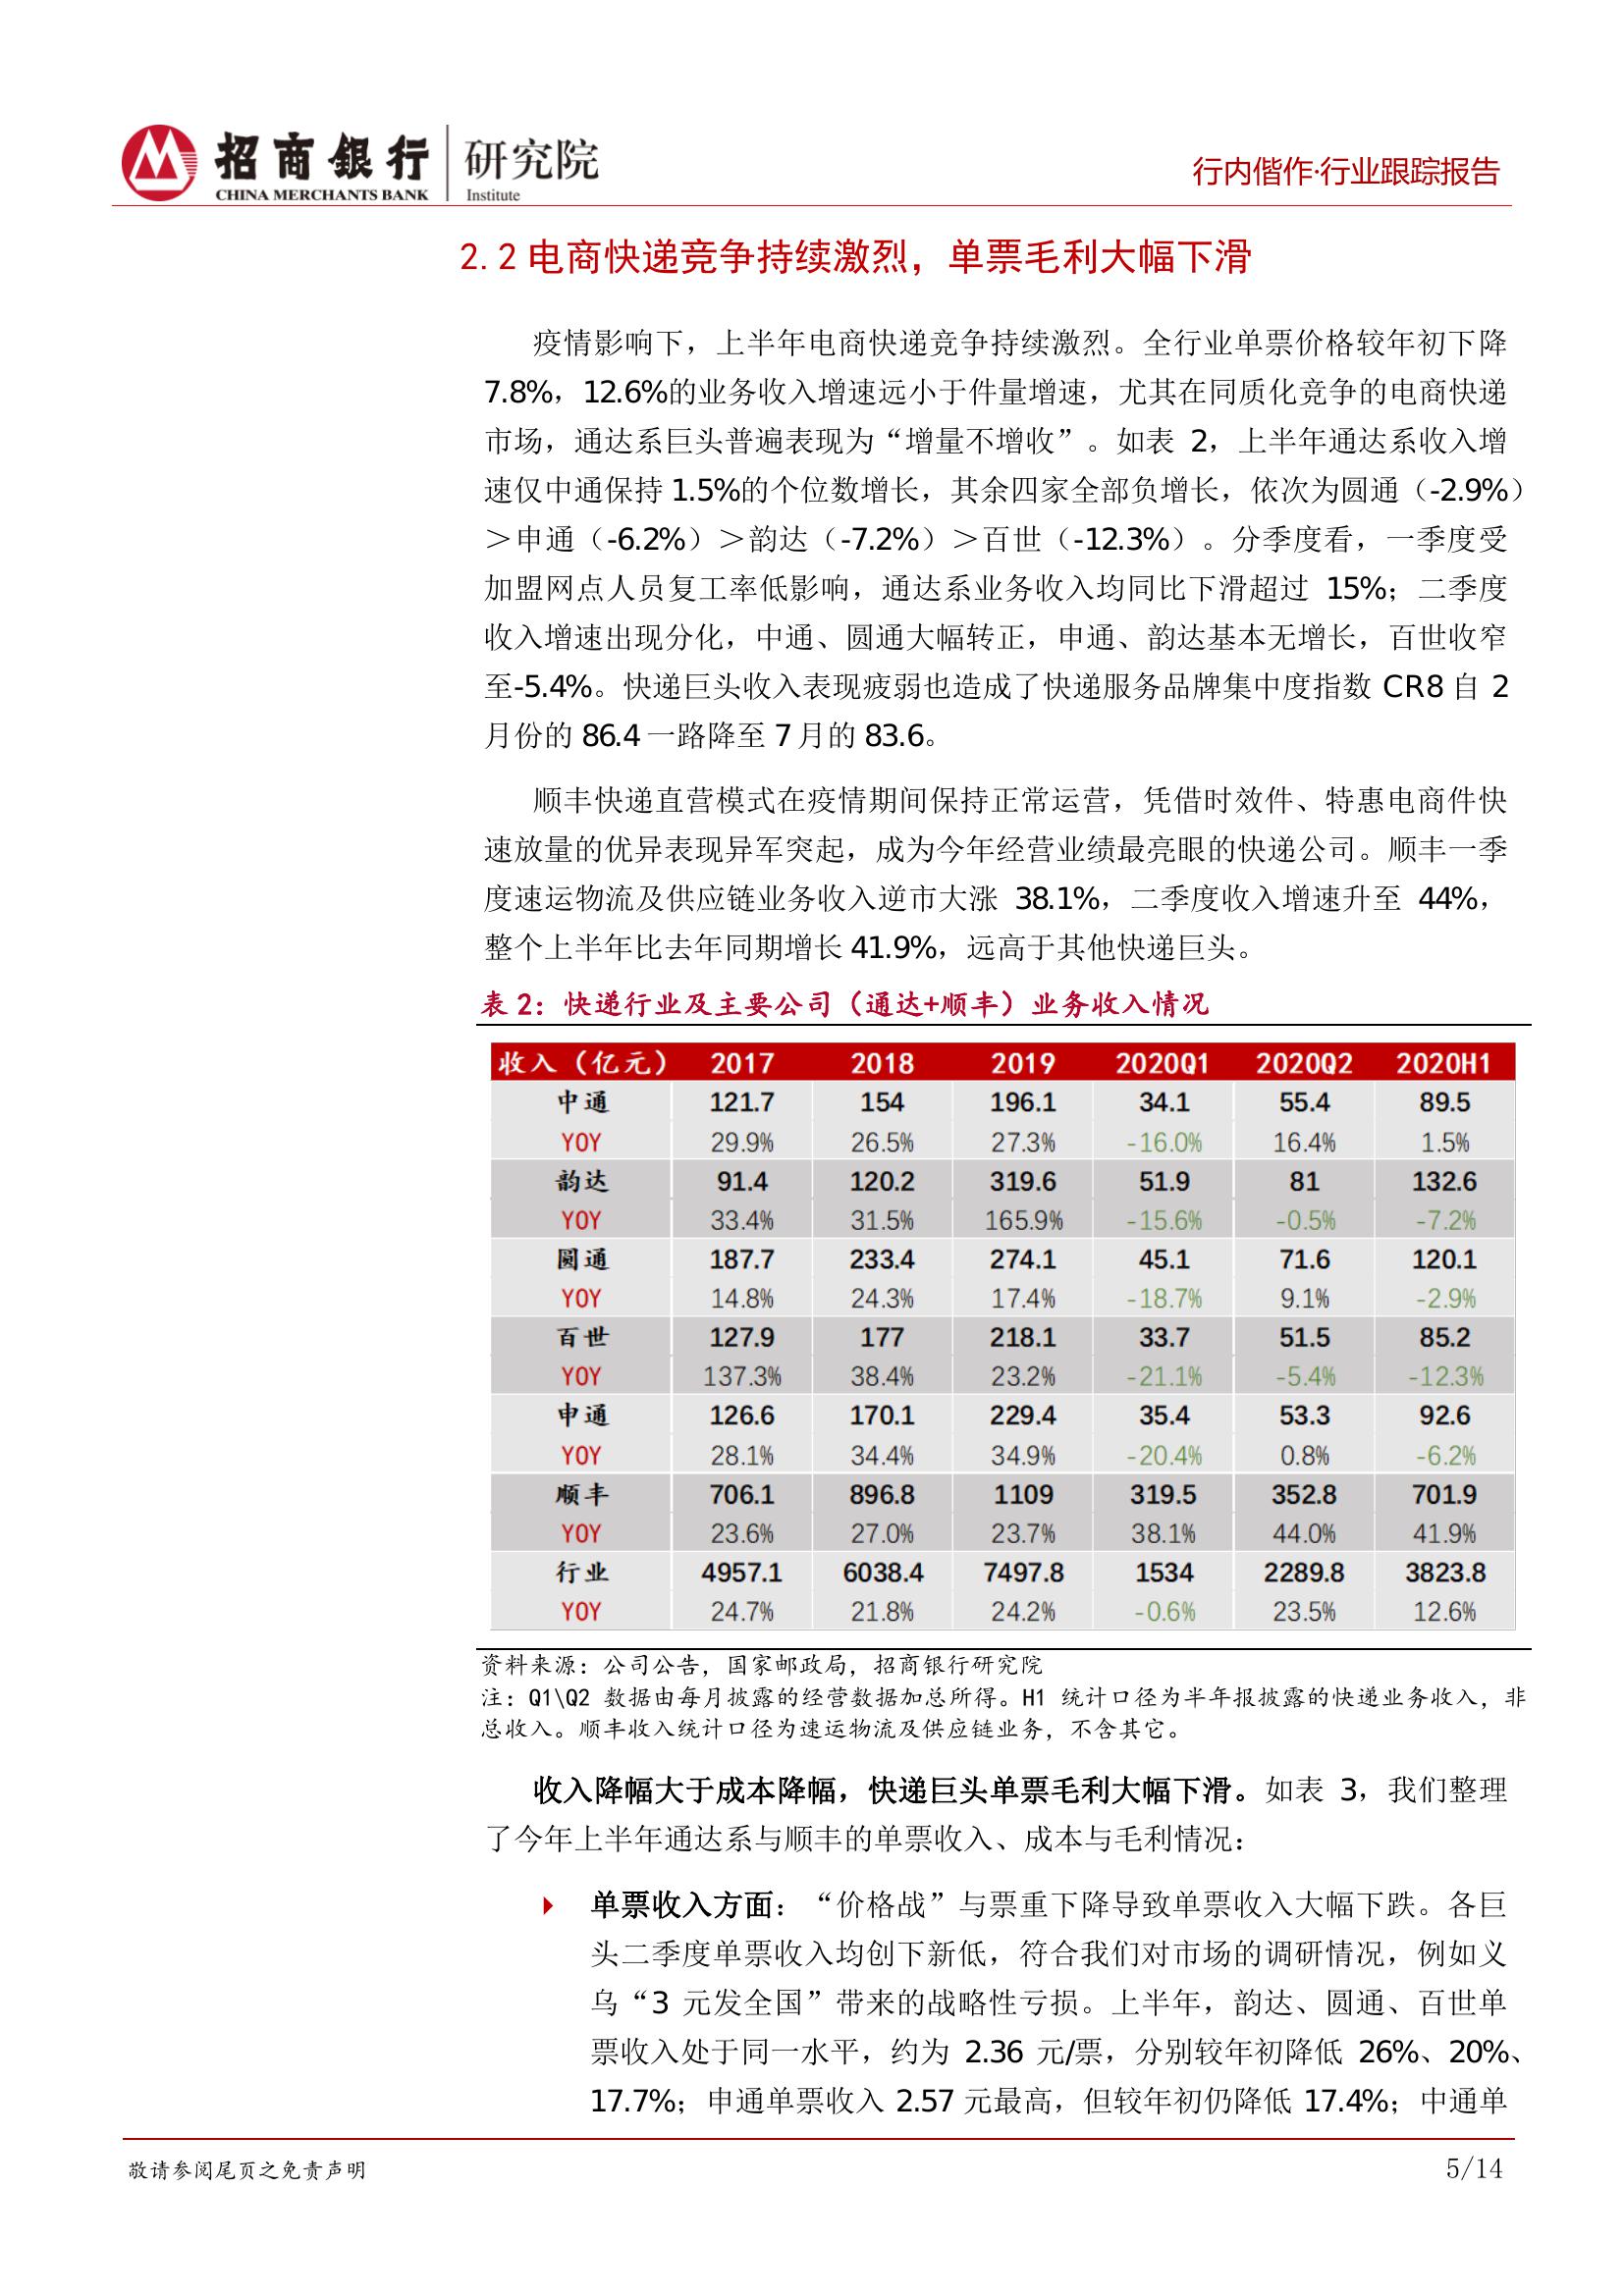 招商银行 研究院
CHINA MERCHANTS BANK Institute
行内偕作·行业跟踪报告
2.2 电商快递竞争持续激烈，单票毛利大幅下滑
疫情影响下，上半年电商快递竞争持续激烈。全行业单票价格较年初下降
7.8%，12.6%的业务收入增速远小于件量增速，尤其在同质化竞争的电商快递
市场，通达系巨头普遍表现为“增量不增收”。如表 2，上半年通达系收入增
速仅中通保持 1.5%的个位数增长，其余四家全部负增长，依次为圆通（-2.9%）
＞申通（-6.2%）＞韵达（-7.2%）＞百世（-12.3%）。分季度看，一季度受
加盟网点人员复工率低影响，通达系业务收入均同比下滑超过 15%；二季度
收入增速出现分化，中通、圆通大幅转正，申通、韵达基本无增长，百世收窄
至-5.4%。快递巨头收入表现疲弱也造成了快递服务品牌集中度指数 CR8 自 2
月份的 86.4 一路降至 7 月的 83.6。
顺丰快递直营模式在疫情期间保持正常运营，凭借时效件、特惠电商件快
速放量的优异表现异军突起，成为今年经营业绩最亮眼的快递公司。顺丰一季
度速运物流及供应链业务收入逆市大涨 38.1%，二季度收入增速升至 44%，
整个上半年比去年同期增长 41.9%，远高于其他快递巨头。
表 2：快递行业及主要公司（通达+顺丰）业务收入情况
收入（亿元） 2017 2018 2019 2020Q1 2020Q2 2020H1
中通 121.7 154 196.1 34.1 55.4 89.5
YOY 29.9% 26.5% 27.3% -16.0% 16.4% 1.5%
韵达 91.4 120.2 319.6 51.9 81 132.6
YOY 33.4% 31.5% 165.9% -15.6% -0.5% -7.2%
圆通 187.7 233.4 274.1 45.1 71.6 120.1
YOY 14.8% 24.3% 17.4% -18.7% 9.1% -2.9%
百世 127.9 177 218.1 33.7 51.5 85.2
YOY 137.3% 38.4% 23.2% -21.1% -5.4% -12.3%
申通 126.6 170.1 229.4 35.4 53.3 92.6
YOY 28.1% 34.4% 34.9% -20.4% 0.8% -6.2%
顺丰 706.1 896.8 1109 319.5 352.8 701.9
YOY 23.6% 27.0% 23.7% 38.1% 44.0% 41.9%
行业 4957.1 6038.4 7497.8 1534 2289.8 3823.8
YOY 24.7% 21.8% 24.2% -0.6% 23.5% 12.6%
资料来源：公司公告，国家邮政局，招商银行研究院
注：Q1\Q2 数据由每月披露的经营数据加总所得。H1 统计口径为半年报披露的快递业务收入，非
总收入。顺丰收入统计口径为速运物流及供应链业务，不含其它。
收入降幅大于成本降幅，快递巨头单票毛利大幅下滑。如表 3，我们整理
了今年上半年通达系与顺丰的单票收入、成本与毛利情况：
单票收入方面：“价格战”与票重下降导致单票收入大幅下跌。各巨
头二季度单票收入均创下新低，符合我们对市场的调研情况，例如义
乌“3 元发全国”带来的战略性亏损。上半年，韵达、圆通、百世单
票收入处于同一水平，约为 2.36 元/票，分别较年初降低 26%、20%、
17.7%；申通单票收入 2.57 元最高，但较年初仍降低 17.4%；中通单
敬请参阅尾页之免责声明
5/14